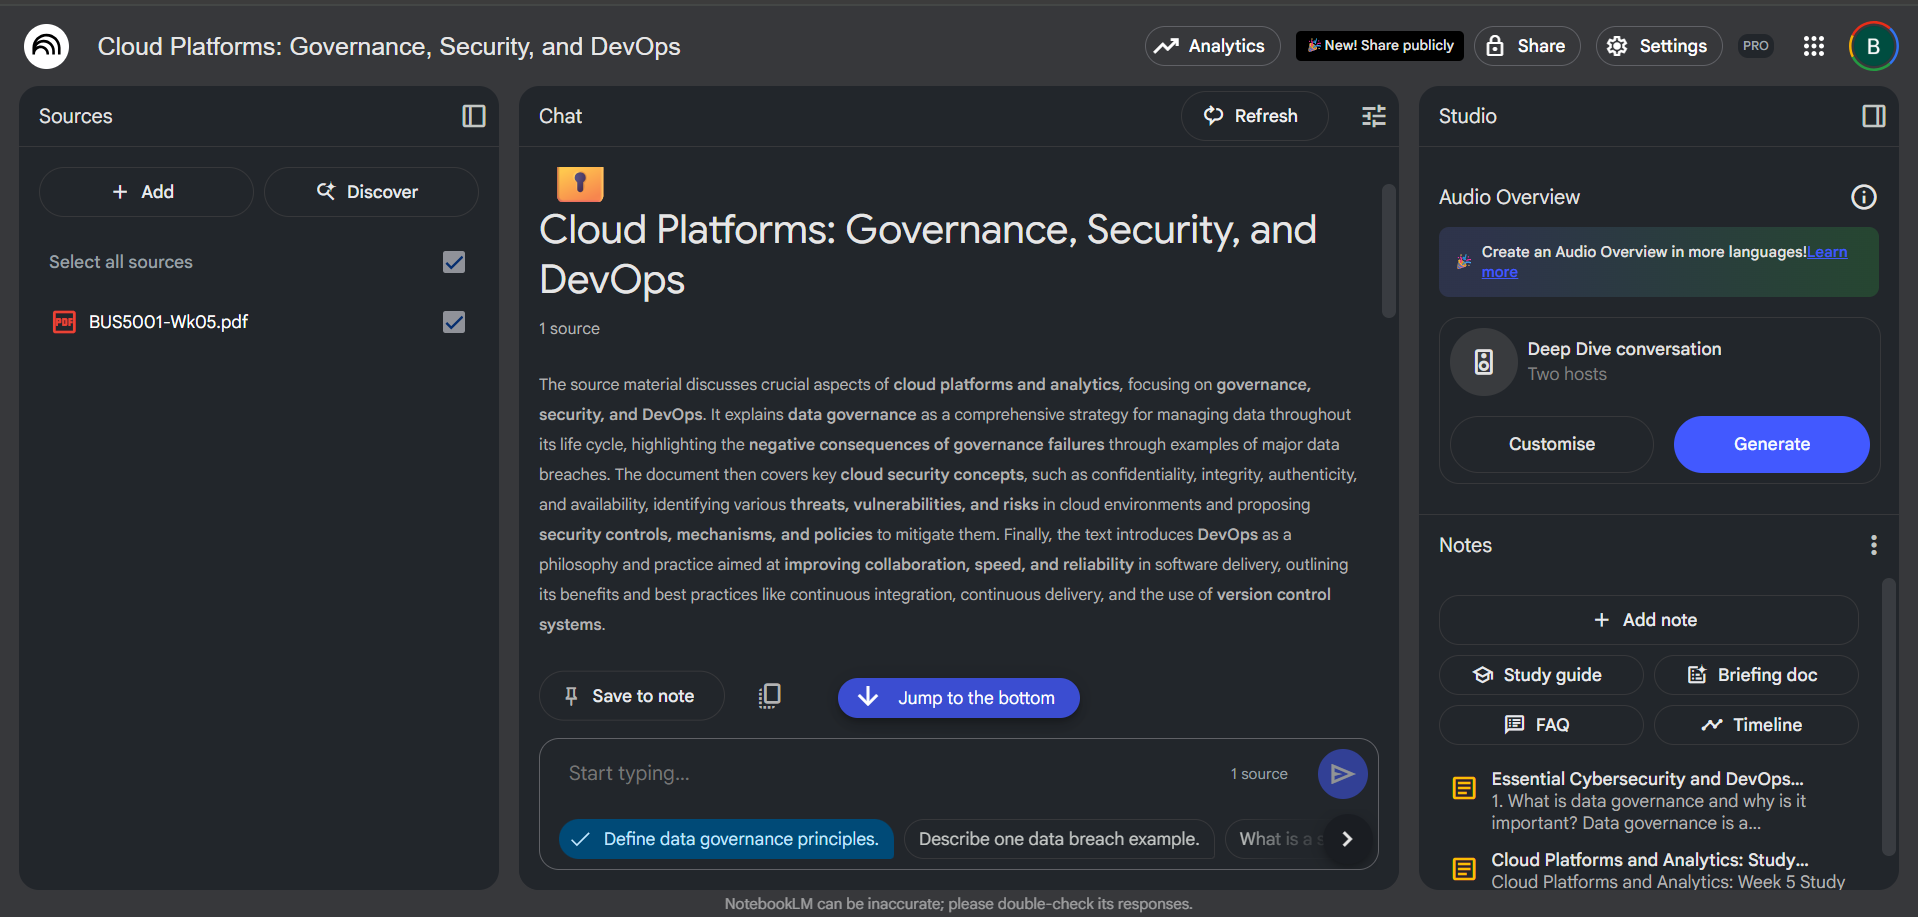 Cloud Platforms: Governance, Security, and DevOps
Analytics
New! Share publicly
Share
Settings
PRO
B
Sources
Add
Discover
Select all sources
PDF
BUS5001-Wk05.pdf
Chat
Refresh
Cloud Platforms: Governance, Security, and
DevOps
1 source
The source material discusses crucial aspects of cloud platforms and analytics, focusing on governance,
security, and DevOps. It explains data governance as a comprehensive strategy for managing data throughout
its life cycle, highlighting the negative consequences of governance failures through examples of major data
breaches. The document then covers key cloud security concepts, such as confidentiality, integrity, authenticity,
and availability, identifying various threats, vulnerabilities, and risks in cloud environments and proposing
security controls, mechanisms, and policies to mitigate them. Finally, the text introduces DevOps as a
philosophy and practice aimed at improving collaboration, speed, and reliability in software delivery, outlining
its benefits and best practices like continuous integration, continuous delivery, and the use of version control
systems.
Save to note
Jump to the bottom
Start typing...
1 source
Define data governance principles.
Describe one data breach example.
What is a s
Studio
Audio Overview
Create an Audio Overview in more languages!Learn
more
Deep Dive conversation
Two hosts
Customise
Generate
Notes
Add note
Study guide
Briefing doc
FAQ
Timeline
Essential Cybersecurity and DevOps...
1. What is data governance and why is it
important? Data governance is a...
Cloud Platforms and Analytics: Study...
Cloud Platforms and Analytics: Week 5 Study
NotebookLM can be inaccurate; please double-check its responses.